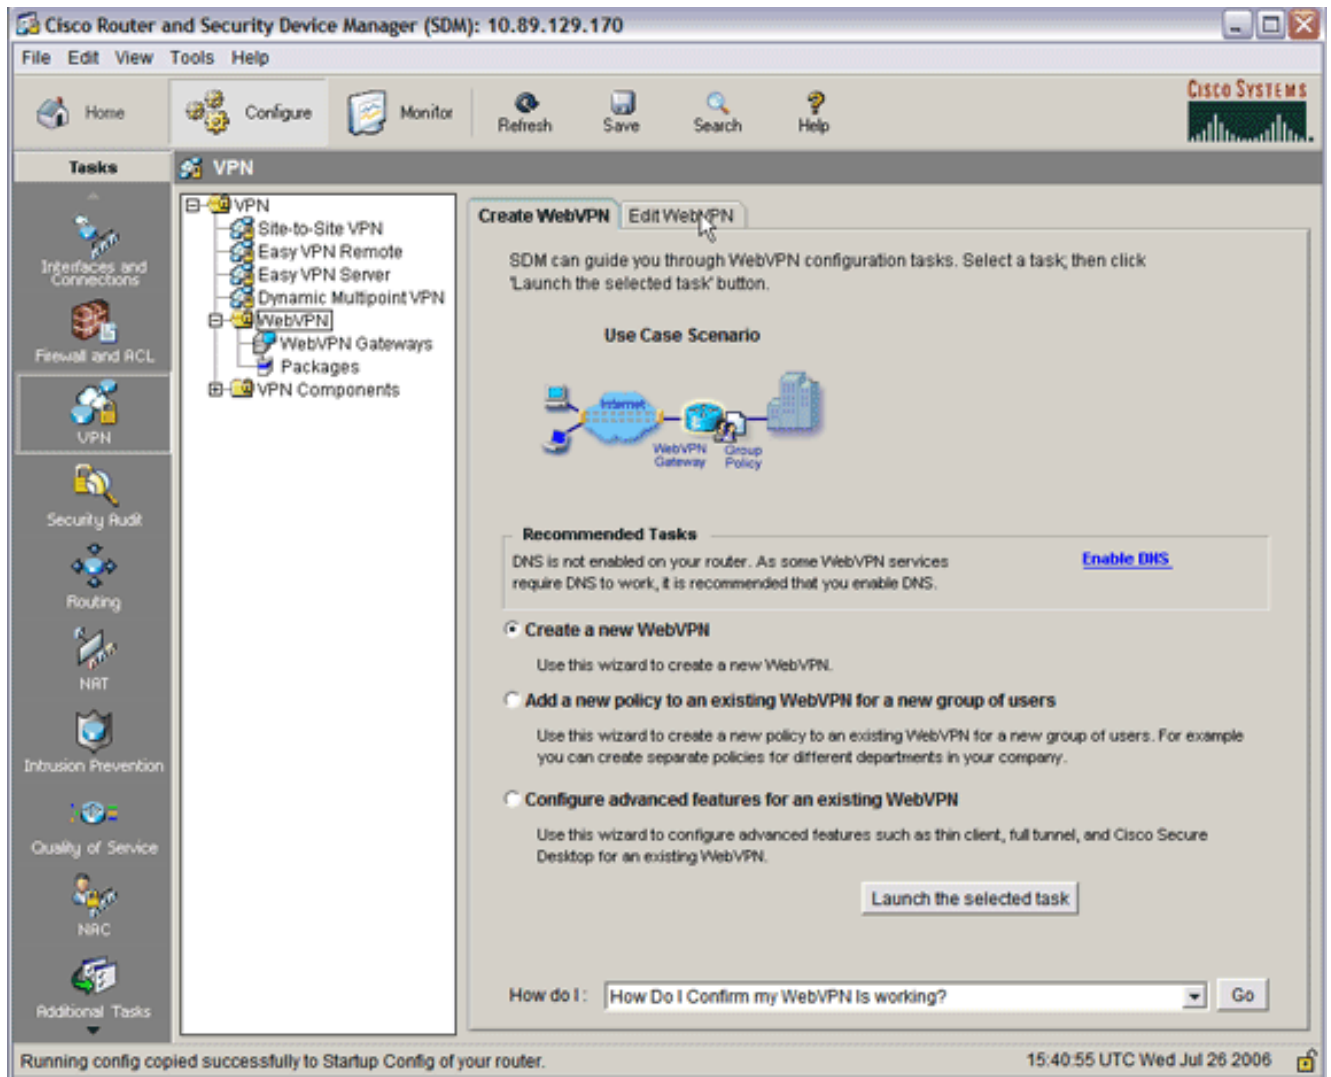 Cisco Router and Security Device Manager (SDM): 10.89.129.170
File Edit View Tools Help
Home
Configure
Monitor
Refresh
Save
Search
Help
CISCO SYSTEMS
Tasks
VPN
Interfaces and
Connections
Firewall and ACL
VPN
Security Audit
Routing
NAT
Intrusion Prevention
Quality of Service
NAC
Additional Tasks
VPN
Site-to-Site VPN
Easy VPN Remote
Easy VPN Server
Dynamic Multipoint VPN
WebVPN
WebVPN Gateways
Packages
VPN Components
Create WebVPN
Edit WebVPN
SDM can guide you through WebVPN configuration tasks. Select a task; then click
'Launch the selected task' button.
Use Case Scenario
Internet
WebVPN
Gateway
Group
Policy
Recommended Tasks
DNS is not enabled on your router. As some WebVPN services
require DNS to work, it is recommended that you enable DNS.
Enable DNS
Create a new WebVPN
Use this wizard to create a new WebVPN.
Add a new policy to an existing WebVPN for a new group of users
Use this wizard to create a new policy to an existing WebVPN for a new group of users. For example
you can create separate policies for different departments in your company.
Configure advanced features for an existing WebVPN
Use this wizard to configure advanced features such as thin client, full tunnel, and Cisco Secure
Desktop for an existing WebVPN.
Launch the selected task
How do I :
How Do I Confirm my WebVPN Is working?
Go
Running config copied successfully to Startup Config of your router.
15:40:55 UTC Wed Jul 26 2006